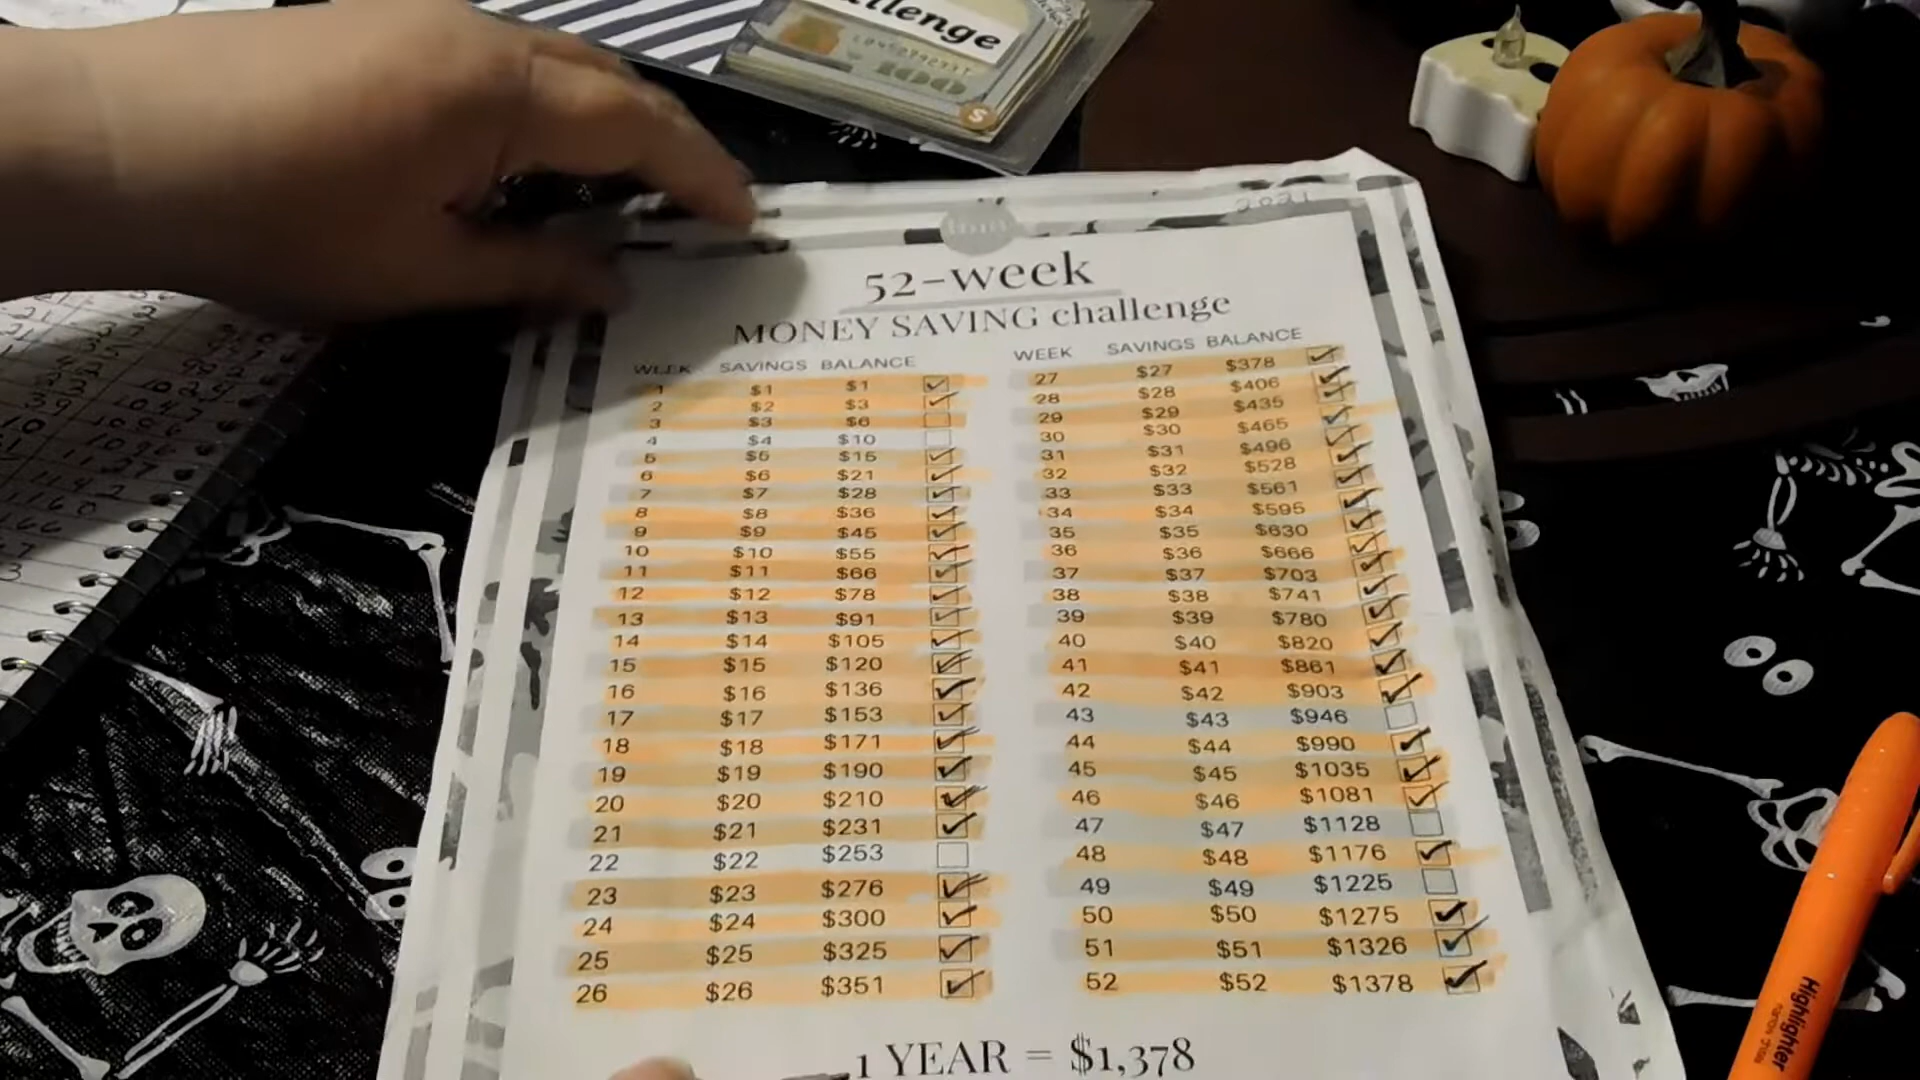 allenge
100
2021
52-week
MONEY SAVING challenge
WEEK SAVINGS BALANCE
1 $1 $1
2 $2 $3
3 $3 $6
4 $4 $10
5 $5 $15
6 $6 $21
7 $7 $28
8 $8 $36
9 $9 $45
10 $10 $55
11 $11 $66
12 $12 $78
13 $13 $91
14 $14 $105
15 $15 $120
16 $16 $136
17 $17 $153
18 $18 $171
19 $19 $190
20 $20 $210
21 $21 $231
22 $22 $253
23 $23 $276
24 $24 $300
25 $25 $325
26 $26 $351
WEEK SAVINGS BALANCE
27 $27 $378
28 $28 $406
29 $29 $435
30 $30 $465
31 $31 $496
32 $32 $528
33 $33 $561
34 $34 $595
35 $35 $630
36 $36 $666
37 $37 $703
38 $38 $741
39 $39 $780
40 $40 $820
41 $41 $861
42 $42 $903
43 $43 $946
44 $44 $990
45 $45 $1035
46 $46 $1081
47 $47 $1128
48 $48 $1176
49 $49 $1225
50 $50 $1275
51 $51 $1326
52 $52 $1378
1 YEAR = $1,378
Highlighter